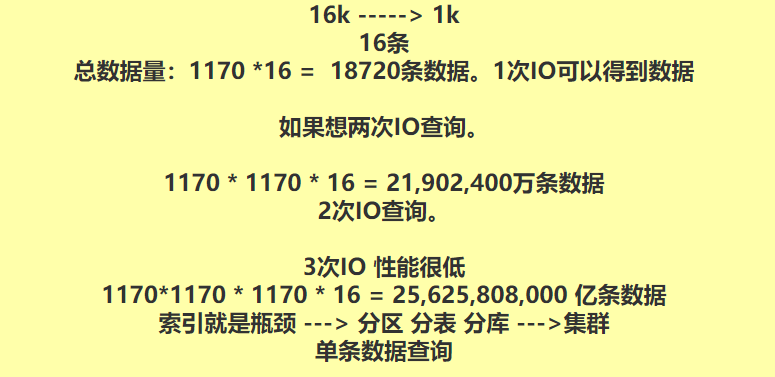 16k -----> 1k
16条
总数据量：1170 *16 =  18720条数据。1次IO可以得到数据
如果想两次IO查询。
1170 * 1170 * 16 = 21,902,400万条数据
2次IO查询。
3次IO 性能很低
1170*1170 * 1170 * 16 = 25,625,808,000 亿条数据
索引就是瓶颈 ---> 分区 分表 分库 --->集群
单条数据查询